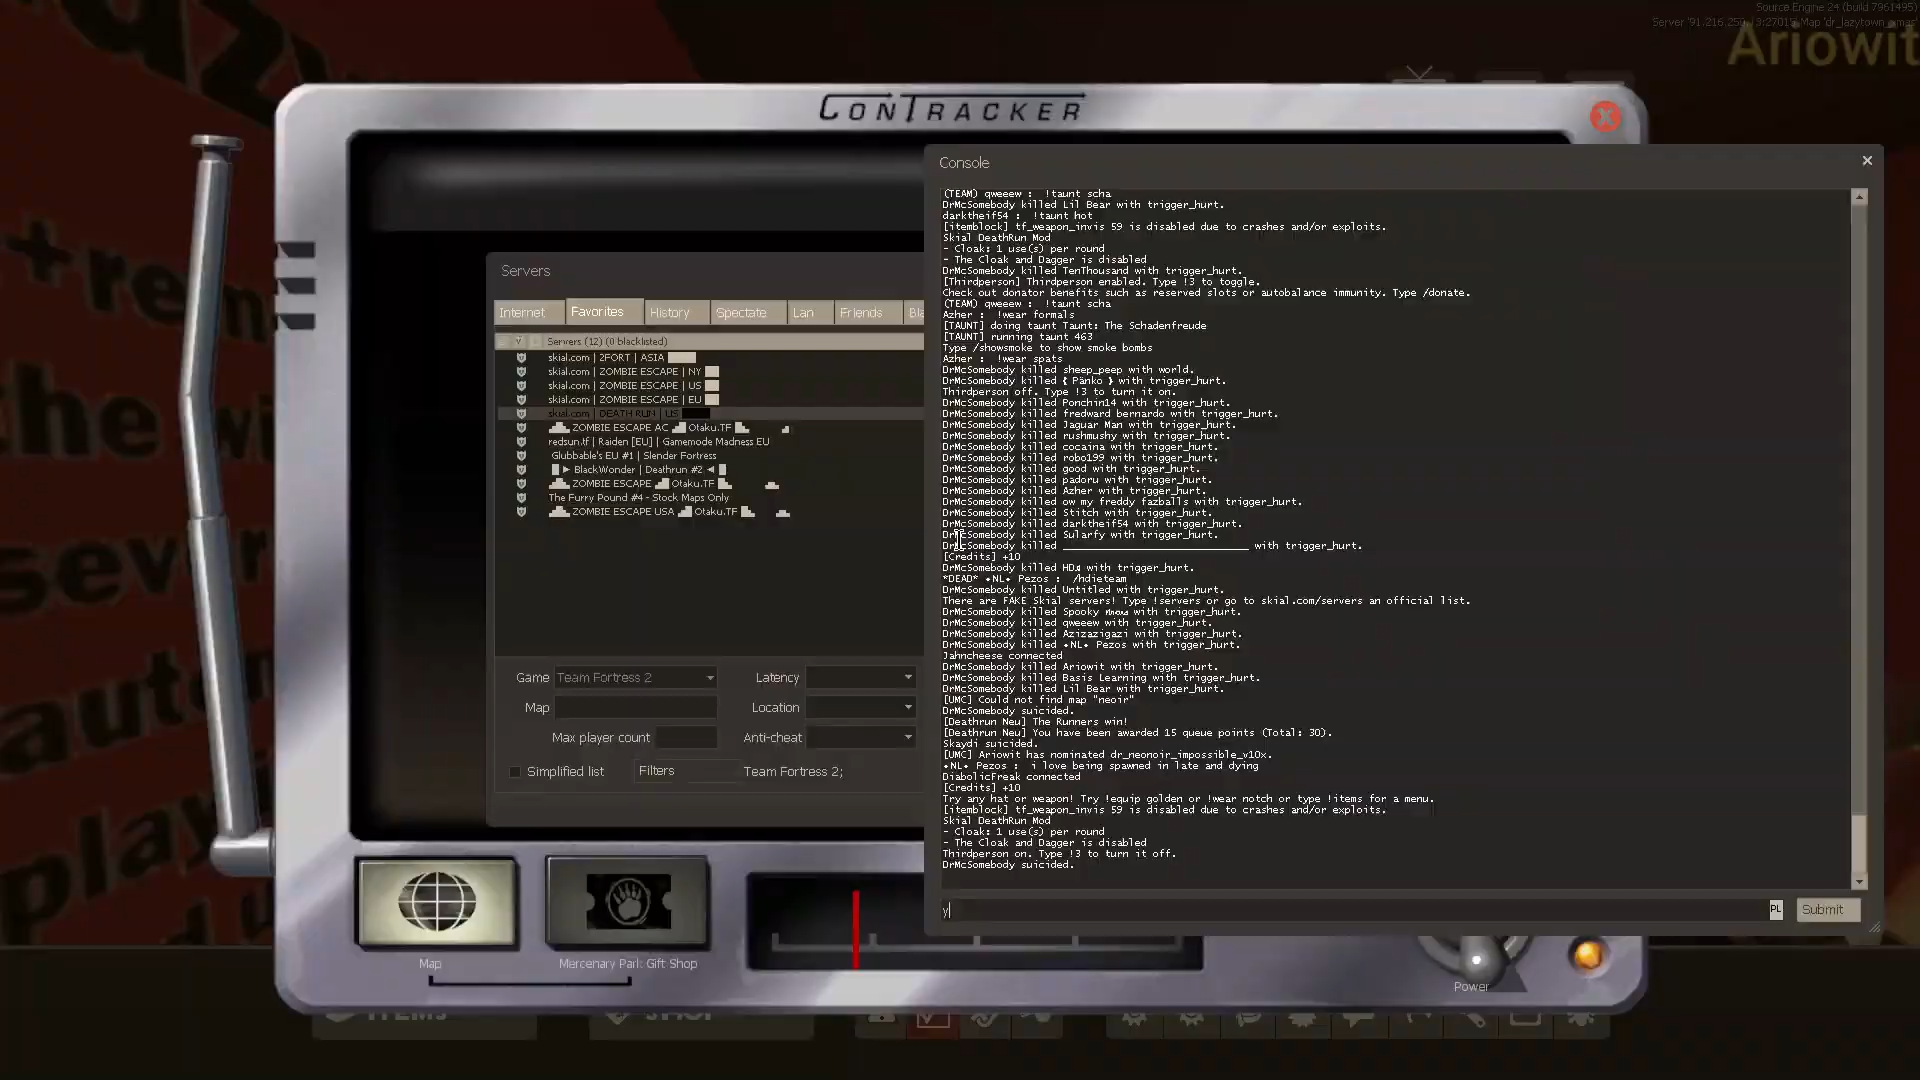 Source Engine 24 (build 7961495)
Ariowit
CONTRACKER
Console
(TEAM) qweeew :  !taunt scha
DrMcSomebody killed Lil Bear with trigger_hurt.
darktheif54 :  !taunt hot
[itemblock] tf_weapon_invis 59 is disabled due to crashes and/or exploits.
Skial DeathRun Mod
- Cloak: 1 use(s) per round
- The Cloak and Dagger is disabled
DrMcSomebody killed TenThousand with trigger_hurt.
[Thirdperson] Thirdperson enabled. Type !3 to toggle.
Check out donator benefits such as reserved slots or autobalance immunity. Type /donate.
(TEAM) qweeew :  !taunt scha
Azher :  !wear formals
[TAUNT] doing taunt Taunt: The Schadenfreude
[TAUNT] running taunt 463
Type /showsmoke to show smoke bombs
Azher :  !wear spats
DrMcSomebody killed sheep_peep with world.
DrMcSomebody killed { Pänko } with trigger_hurt.
Thirdperson off. Type !3 to turn it on.
DrMcSomebody killed Ponchin14 with trigger_hurt.
DrMcSomebody killed fredward bernardo with trigger_hurt.
DrMcSomebody killed Jaguar Man with trigger_hurt.
DrMcSomebody killed rushmushy with trigger_hurt.
DrMcSomebody killed cocaina with trigger_hurt.
DrMcSomebody killed robo199 with trigger_hurt.
DrMcSomebody killed good with trigger_hurt.
DrMcSomebody killed padoru with trigger_hurt.
DrMcSomebody killed Azher with trigger_hurt.
DrMcSomebody killed ow my freddy fazballs with trigger_hurt.
DrMcSomebody killed Stitch with trigger_hurt.
DrMcSomebody killed darktheif54 with trigger_hurt.
DrMcSomebody killed Sularfy with trigger_hurt.
DrMcSomebody killed _______________________________ with trigger_hurt.
[Credits] +10
DrMcSomebody killed HD with trigger_hurt.
*DEAD* •NL• Pezos :  /hdieteam
DrMcSomebody killed Untitled with trigger_hurt.
There are FAKE Skial servers! Type !servers or go to skial.com/servers an official list.
DrMcSomebody killed Spooky with trigger_hurt.
DrMcSomebody killed qweeew with trigger_hurt.
DrMcSomebody killed Azizazigazi with trigger_hurt.
DrMcSomebody killed •NL• Pezos with trigger_hurt.
Jahncheese connected
DrMcSomebody killed Ariowit with trigger_hurt.
DrMcSomebody killed Basis Learning with trigger_hurt.
DrMcSomebody killed Lil Bear with trigger_hurt.
[UMC] Could not find map "neoir"
DrMcSomebody suicided.
[Deathrun Neu] The Runners win!
[Deathrun Neu] You have been awarded 15 queue points (Total: 30).
Skaydi suicided.
[UMC] Ariowit has nominated dr_neonoir_impossible_v10x.
•NL• Pezos :  i love being spawned in late and dying
DiabolicFreak connected
[Credits] +10
Try any hat or weapon! Try !equip golden or !wear notch or type !items for a menu.
[itemblock] tf_weapon_invis 59 is disabled due to crashes and/or exploits.
Skial DeathRun Mod
- Cloak: 1 use(s) per round
- The Cloak and Dagger is disabled
Thirdperson on. Type !3 to turn it off.
DrMcSomebody suicided.
y
PL
Submit
Servers
Internet Favorites History Spectate Lan Friends Bla
Servers (12) (0 blacklisted)
skial.com | 2FORT | ASIA
skial.com | ZOMBIE ESCAPE | NY
skial.com | ZOMBIE ESCAPE | US
skial.com | ZOMBIE ESCAPE | EU
skial.com | DEATH RUN | US
ZOMBIE ESCAPE AC Otaku.TF
redsun.tf | Raiden [EU] | Gamemode Madness EU
Glubbable's EU #1 | Slender Fortress
BlackWonder | Deathrun #2
ZOMBIE ESCAPE Otaku.TF
The Furry Pound #4 - Stock Maps Only
ZOMBIE ESCAPE USA Otaku.TF
Game Team Fortress 2 Latency
Map Location
Max player count Anti-cheat
Simplified list Filters Team Fortress 2;
Map
Mercenary Park: Gift Shop
Power